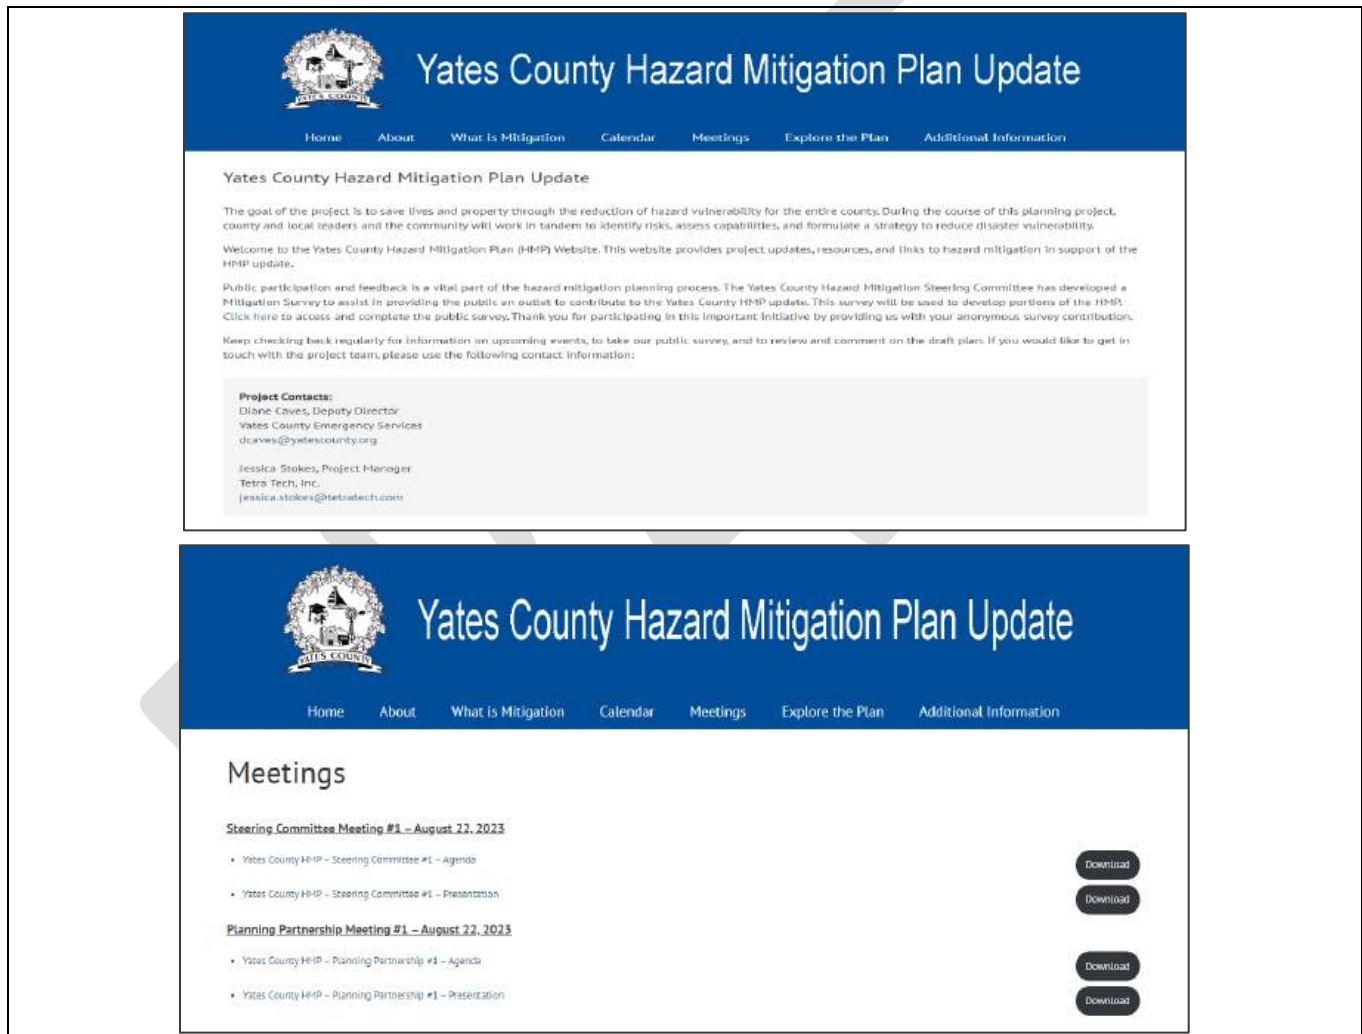 YATES COUNTY
Yates County Hazard Mitigation Plan Update
Home About What is Mitigation Calendar Meetings Explore the Plan Additional Information
Yates County Hazard Mitigation Plan Update
The goal of the project is to save lives and property through the reduction of hazard vulnerability for the entire county. During the course of this planning project,
county and local leaders and the community will work in tandem to identify risks, assess capabilities, and formulate a strategy to reduce disaster vulnerability.
Welcome to the Yates County Hazard Mitigation Plan (HMP) Website. This website provides project updates, resources, and links to hazard mitigation in support of the
HMP update.
Public participation and feedback is a vital part of the hazard mitigation planning process. The Yates County Hazard Mitigation Steering Committee has developed a
Mitigation Survey to assist in providing the public an outlet to contribute to the Yates County HMP update. This survey will be used to develop portions of the HMP.
Click here to access and complete the public survey. Thank you for participating in this important initiative by providing us with your anonymous survey contribution.
Keep checking back regularly for information on upcoming events, to take our public survey, and to review and comment on the draft plan. If you would like to get in
touch with the project team, please use the following contact information:
Project Contacts:
Diane Caves, Deputy Director
Yates County Emergency Services
dcaves@yatescounty.org
Jessica Stokes, Project Manager
Tetra Tech, Inc.
jessica.stokes@tetratech.com
YATES COUNTY
Yates County Hazard Mitigation Plan Update
Home About What is Mitigation Calendar Meetings Explore the Plan Additional Information
Meetings
Steering Committee Meeting #1 – August 22, 2023
• Yates County HMP – Steering Committee #1 – Agenda Download
• Yates County HMP – Steering Committee #1 – Presentation Download
Planning Partnership Meeting #1 – August 22, 2023
• Yates County HMP – Planning Partnership #1 – Agenda Download
• Yates County HMP – Planning Partnership #1 – Presentation Download